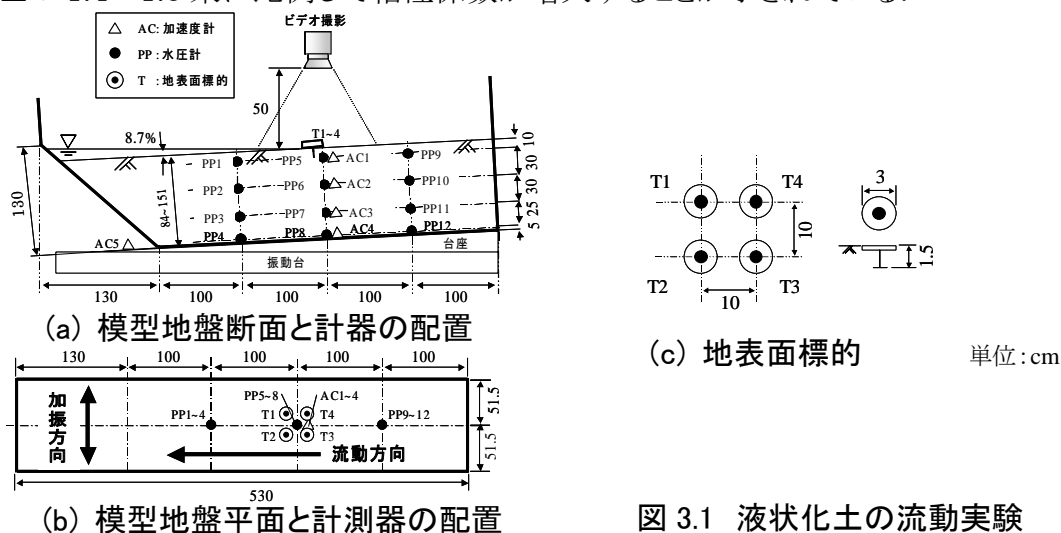 AC: 加速度計
PP : 水圧計
T : 地表面標的
ビデオ撮影
50
8.7%
T1~4
10
PP1
PP5
AC1
PP9
30
PP2
PP6
AC2
PP10
30
130
84~151
PP3
PP7
AC3
PP11
25
PP4
PP8
AC4
PP12
5
AC5
台座
振動台
130
100
100
100
100
(a) 模型地盤断面と計器の配置
130
100
100
100
100
加振方向
PP1~4
PP5~8
AC1~4
T1
T4
T2
T3
PP9~12
流動方向
51.5
51.5
530
(b) 模型地盤平面と計測器の配置
T1
T4
T2
T3
10
10
3
1.5
(c) 地表面標的
単位:cm
図 3.1 液状化土の流動実験